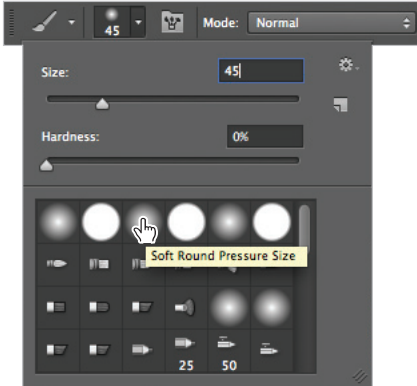 45
Mode: Normal
Size: 45
Hardness: 0%
Soft Round Pressure Size
25 50